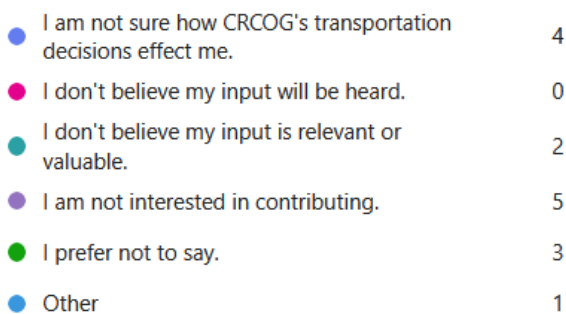 I am not sure how CRCOG's transportation
decisions effect me.
4
I don't believe my input will be heard.
0
I don't believe my input is relevant or
valuable.
2
I am not interested in contributing.
5
I prefer not to say.
3
Other
1